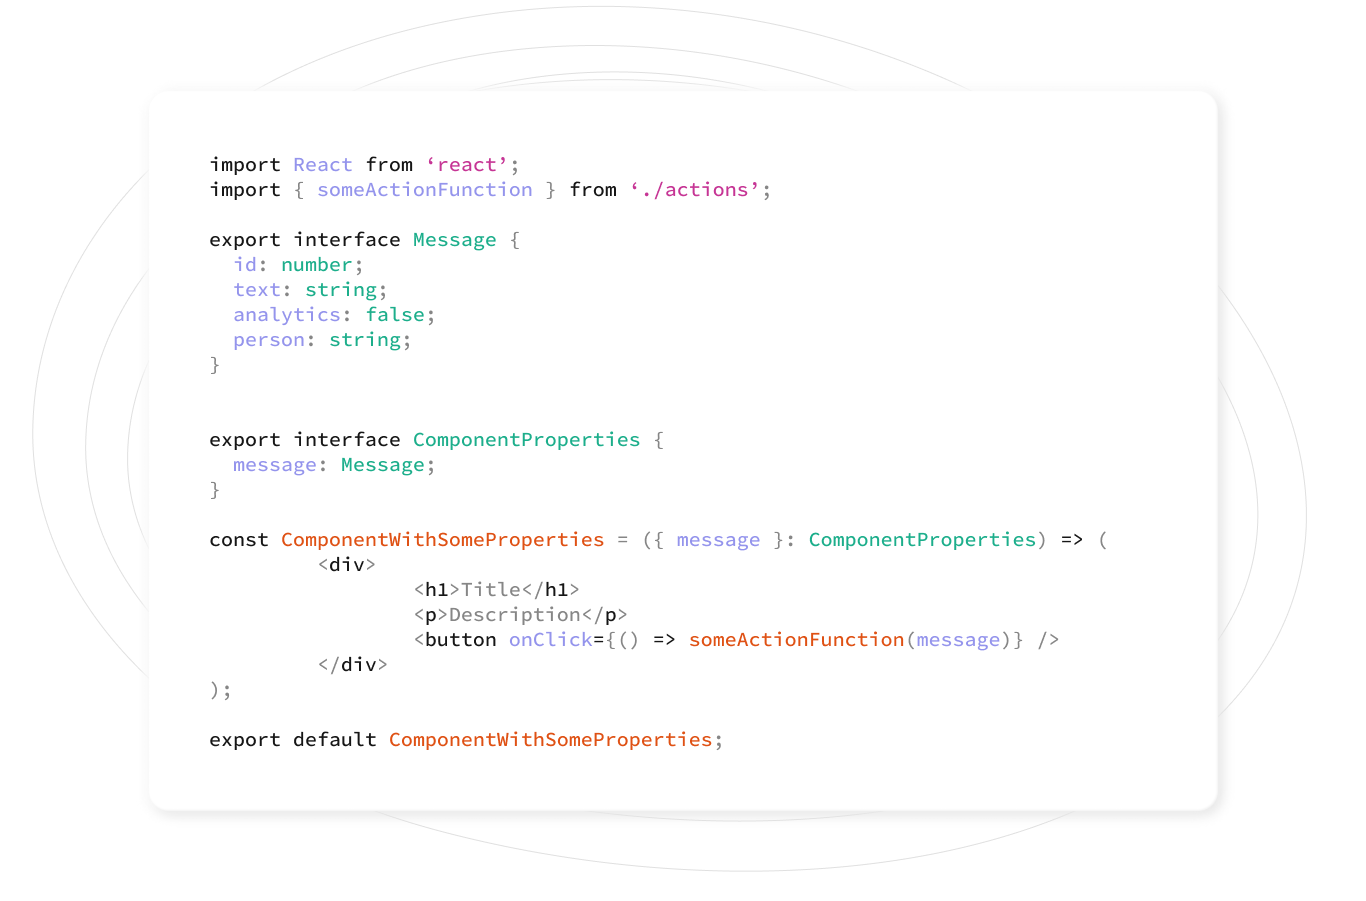 import React from ‘react’;
import { someActionFunction } from ‘./actions’;

export interface Message {
  id: number;
  text: string;
  analytics: false;
  person: string;
}

export interface ComponentProperties {
  message: Message;
}

const ComponentWithSomeProperties = ({ message }: ComponentProperties) => (
         <div>
                 <h1>Title</h1>
                 <p>Description</p>
                 <button onClick={() => someActionFunction(message)} />
         </div>
);

export default ComponentWithSomeProperties;